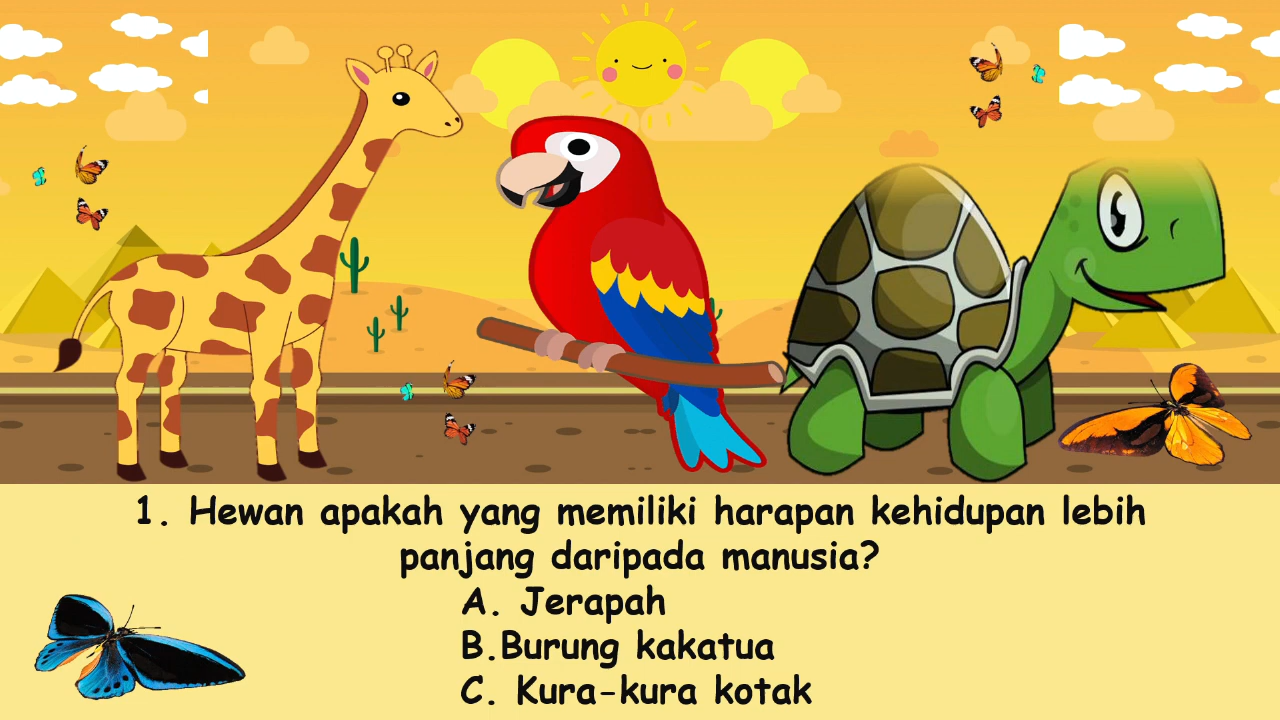 1. Hewan apakah yang memiliki harapan kehidupan lebih
panjang daripada manusia?
A. Jerapah
B.Burung kakatua
C. Kura-kura kotak